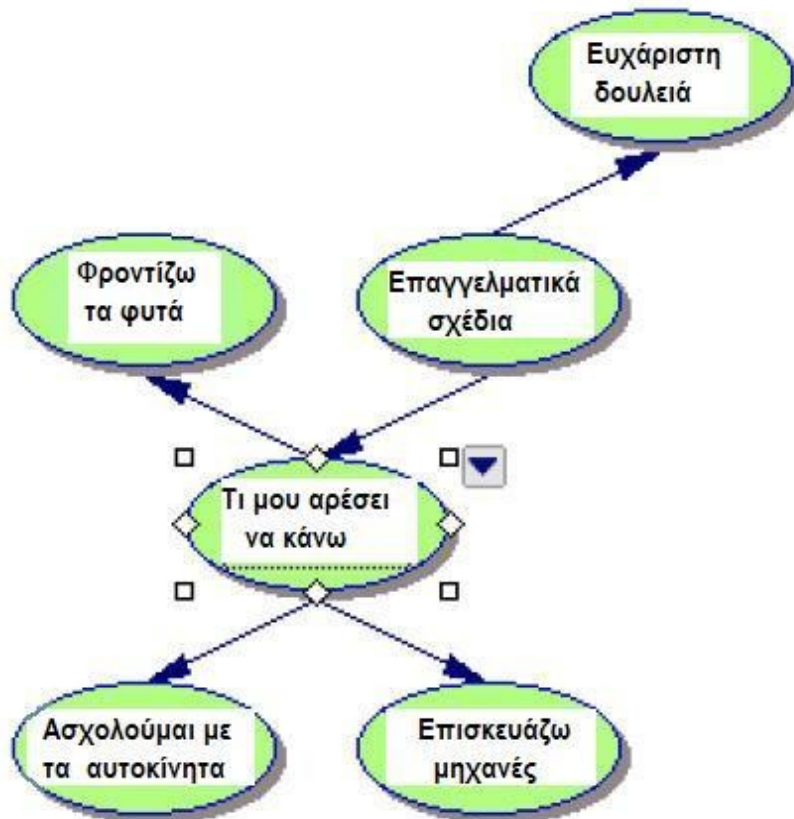 Ευχάριστη
δουλειά
Φροντίζω
τα φυτά
Επαγγελματικά
σχέδια
Τι μου αρέσει
να κάνω
Ασχολούμαι με
τα αυτοκίνητα
Επισκευάζω
μηχανές